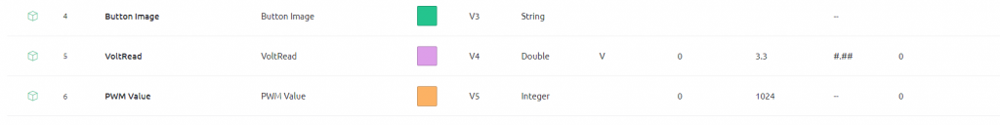 4 Button Image Button Image V3 String --
5 VoltRead VoltRead V4 Double V 0 3.3 #.## 0
6 PWM Value PWM Value V5 Integer 0 1024 -- 0